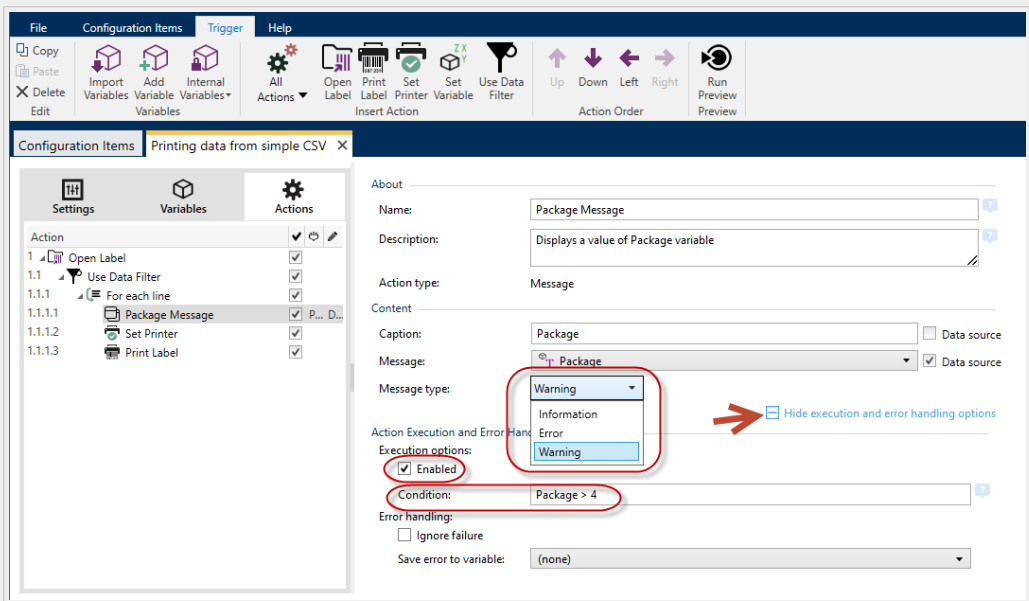 File Configuration Items Trigger Help
Copy
Paste
Delete
Edit
Import Variables
Add Variable
Internal Variables
Variables
All Actions
Open Label
Print Label
Set Printer
Z X
Y
Set Variable
Use Data Filter
Insert Action
Up Down Left Right
Action Order
Run Preview
Preview
Configuration Items Printing data from simple CSV
Settings Variables Actions
Action
1 Open Label
1.1 Use Data Filter
1.1.1 For each line
1.1.1.1 Package Message P... D...
1.1.1.2 Set Printer
1.1.1.3 Print Label
About
Name: Package Message ?
Description: Displays a value of Package variable ?
Action type: Message
Content
Caption: Package Data source
Message: T Package Data source
Message type: Warning
Information
Error
Warning
Hide execution and error handling options
Action Execution and Error Hand
Execution options:
Enabled
Condition: Package > 4 ?
Error handling:
Ignore failure
Save error to variable: (none)